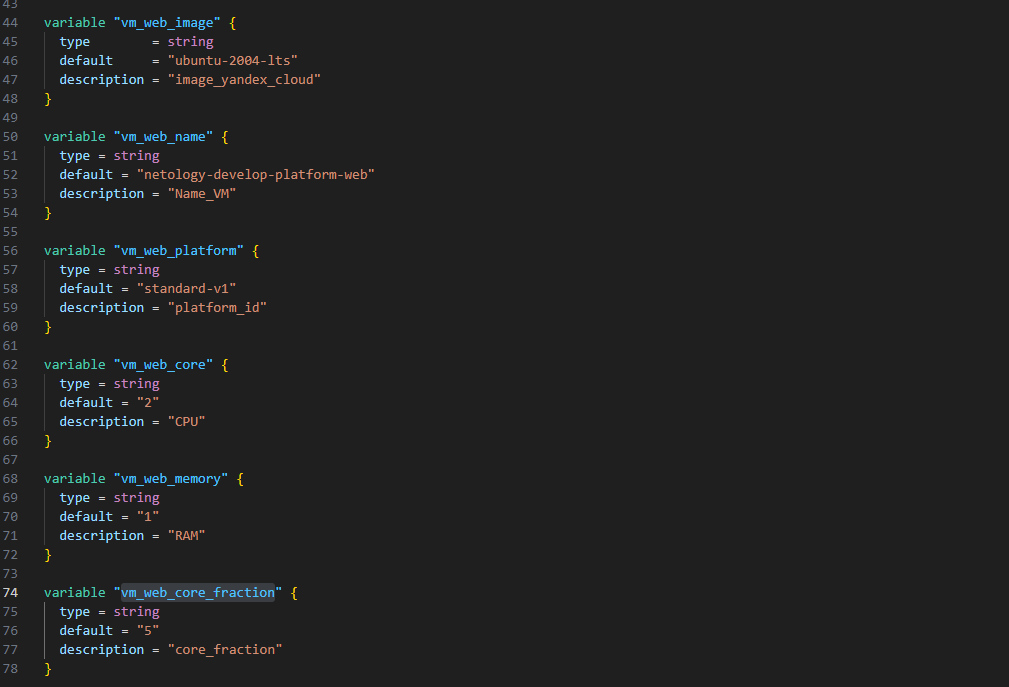 43
44 variable "vm_web_image" {
45 type = string
46 default = "ubuntu-2004-lts"
47 description = "image_yandex_cloud"
48 }
49
50 variable "vm_web_name" {
51 type = string
52 default = "netology-develop-platform-web"
53 description = "Name_VM"
54 }
55
56 variable "vm_web_platform" {
57 type = string
58 default = "standard-v1"
59 description = "platform_id"
60 }
61
62 variable "vm_web_core" {
63 type = string
64 default = "2"
65 description = "CPU"
66 }
67
68 variable "vm_web_memory" {
69 type = string
70 default = "1"
71 description = "RAM"
72 }
73
74 variable "vm_web_core_fraction" {
75 type = string
76 default = "5"
77 description = "core_fraction"
78 }